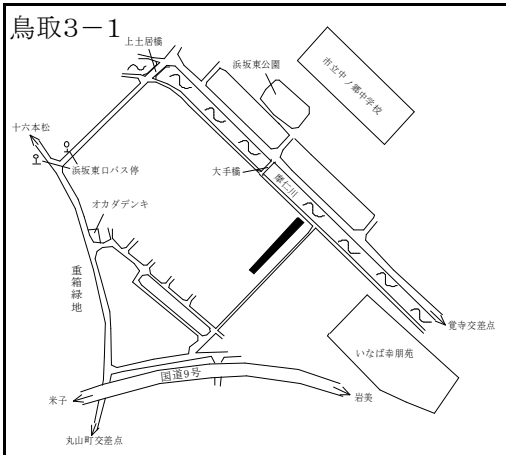 鳥取3−1
上土居橋
浜坂東公園
市立中ノ郷中学校
十六本松
浜坂東口バス停
大手橋
摩仁川
オカダデンキ
重箱緑地
覚寺交差点
いなば幸朋苑
国道9号
米子
岩美
丸山町交差点